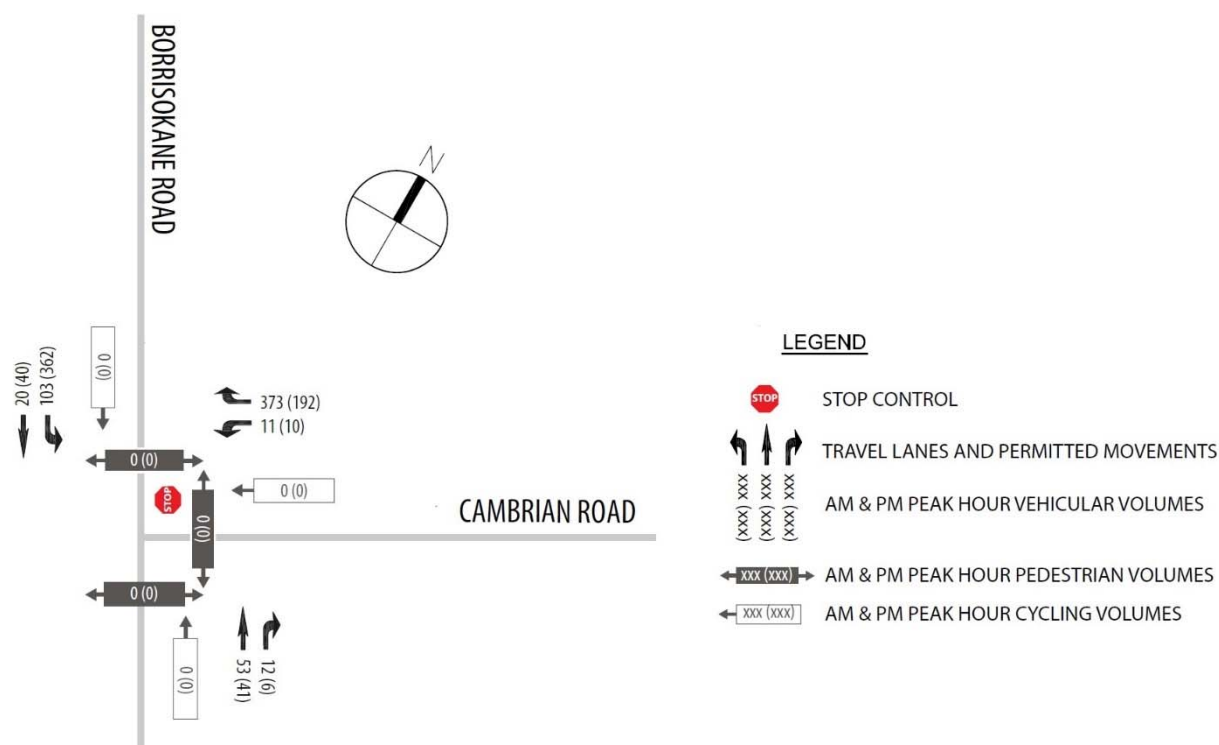 BORRISOKANE ROAD
N
20 (40)
103 (362)
0 (0)
373 (192)
11 (10)
0 (0)
STOP
0 (0)
0 (0)
CAMBRIAN ROAD
0 (0)
0 (0)
53 (41)
12 (6)
LEGEND
STOP
STOP CONTROL
TRAVEL LANES AND PERMITTED MOVEMENTS
xxx (xxx)
xxx (xxx)
xxx (xxx)
AM & PM PEAK HOUR VEHICULAR VOLUMES
xxx (xxx)
AM & PM PEAK HOUR PEDESTRIAN VOLUMES
xxx (xxx)
AM & PM PEAK HOUR CYCLING VOLUMES